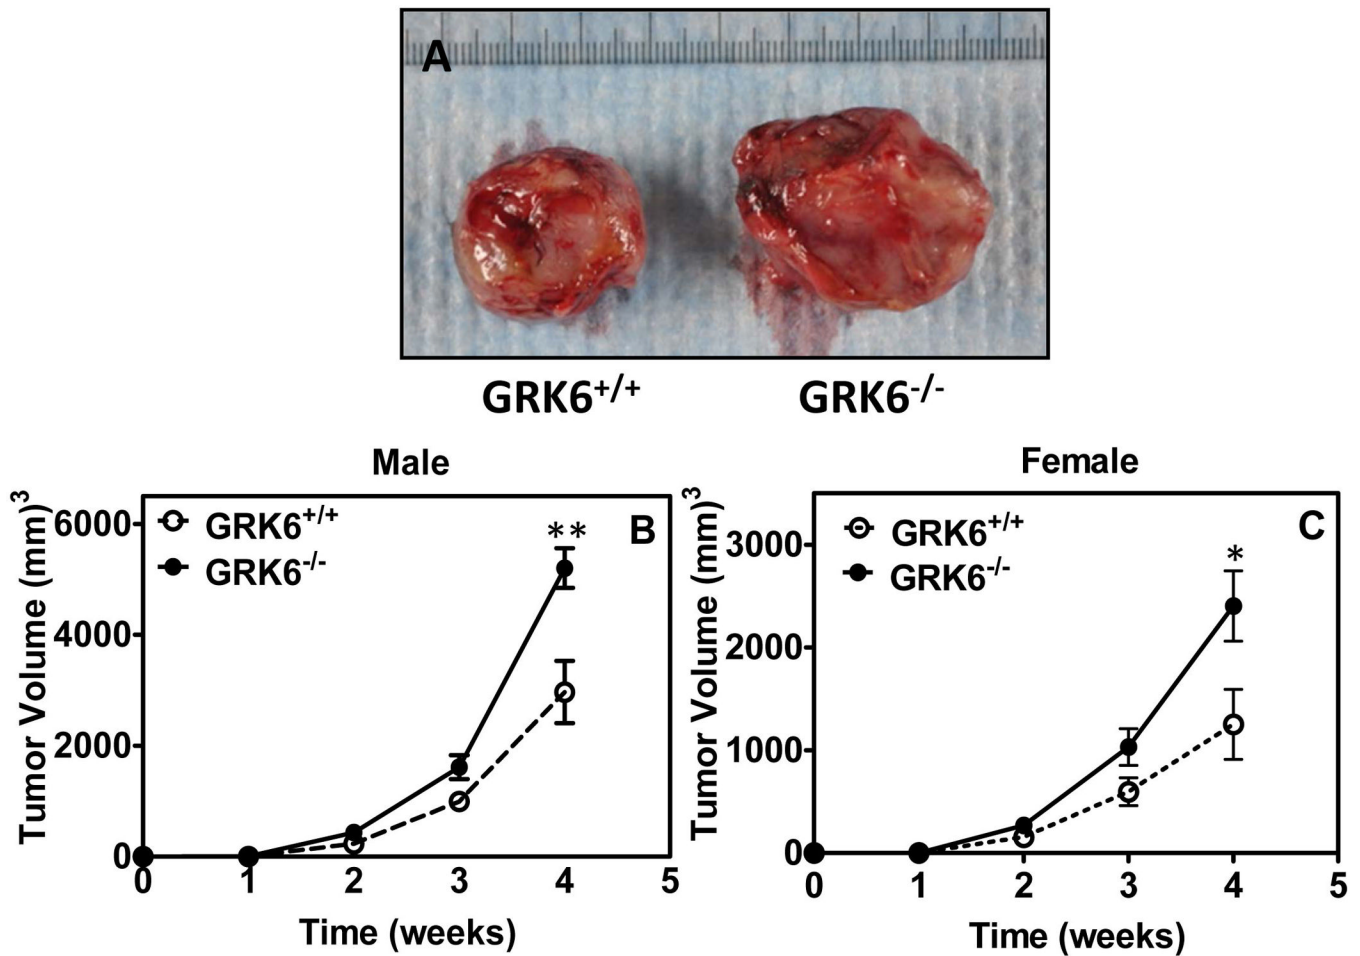 A
GRK6+/+ GRK6-/-
Male
GRK6+/+
GRK6-/-
**
B
Tumor Volume (mm)3
6000
4000
2000
0
0 1 2 3 4 5
Time (weeks)
Female
GRK6+/+
GRK6-/-
*
C
Tumor Volume (mm)3
3000
2000
1000
0
0 1 2 3 4 5
Time (weeks)